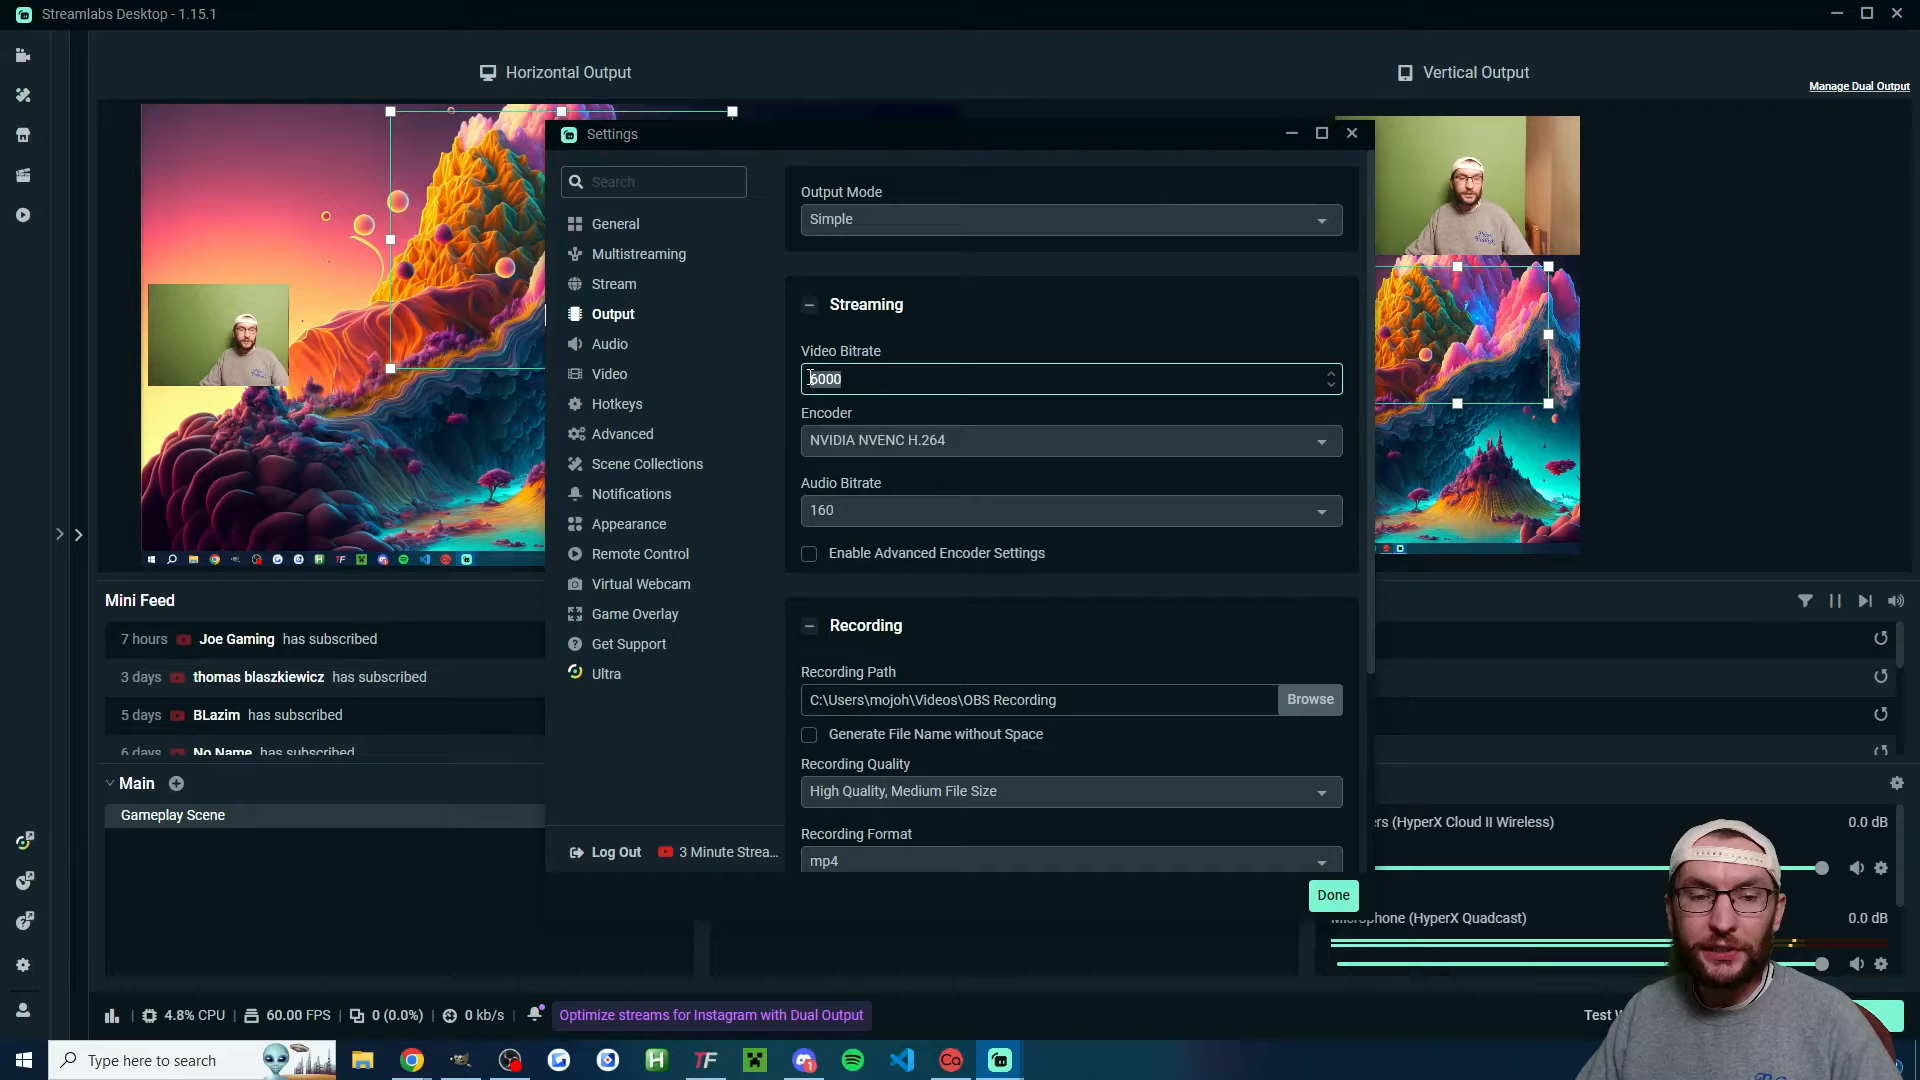 Streamlabs Desktop - 1.15.1
Horizontal Output
Vertical Output
Manage Dual Output
Settings
Search
General
Multistreaming
Stream
Output
Audio
Video
Hotkeys
Advanced
Scene Collections
Notifications
Appearance
Remote Control
Virtual Webcam
Game Overlay
Get Support
Ultra
Log Out
3 Minute Strea...
Output Mode
Simple
Streaming
Video Bitrate
6000
Encoder
NVIDIA NVENC H.264
Audio Bitrate
160
Enable Advanced Encoder Settings
Recording
Recording Path
C:\Users\mojoh\Videos\OBS Recording
Browse
Generate File Name without Space
Recording Quality
High Quality, Medium File Size
Recording Format
mp4
Done
Mini Feed
7 hours Joe Gaming has subscribed
3 days thomas blaszkiewicz has subscribed
5 days BLazim has subscribed
6 days No Name has subscribed
Main
Gameplay Scene
ers (HyperX Cloud II Wireless) 0.0 dB
Microphone (HyperX Quadcast) 0.0 dB
4.8% CPU
60.00 FPS
0 (0.0%)
0 kb/s
Optimize streams for Instagram with Dual Output
Test
Type here to search